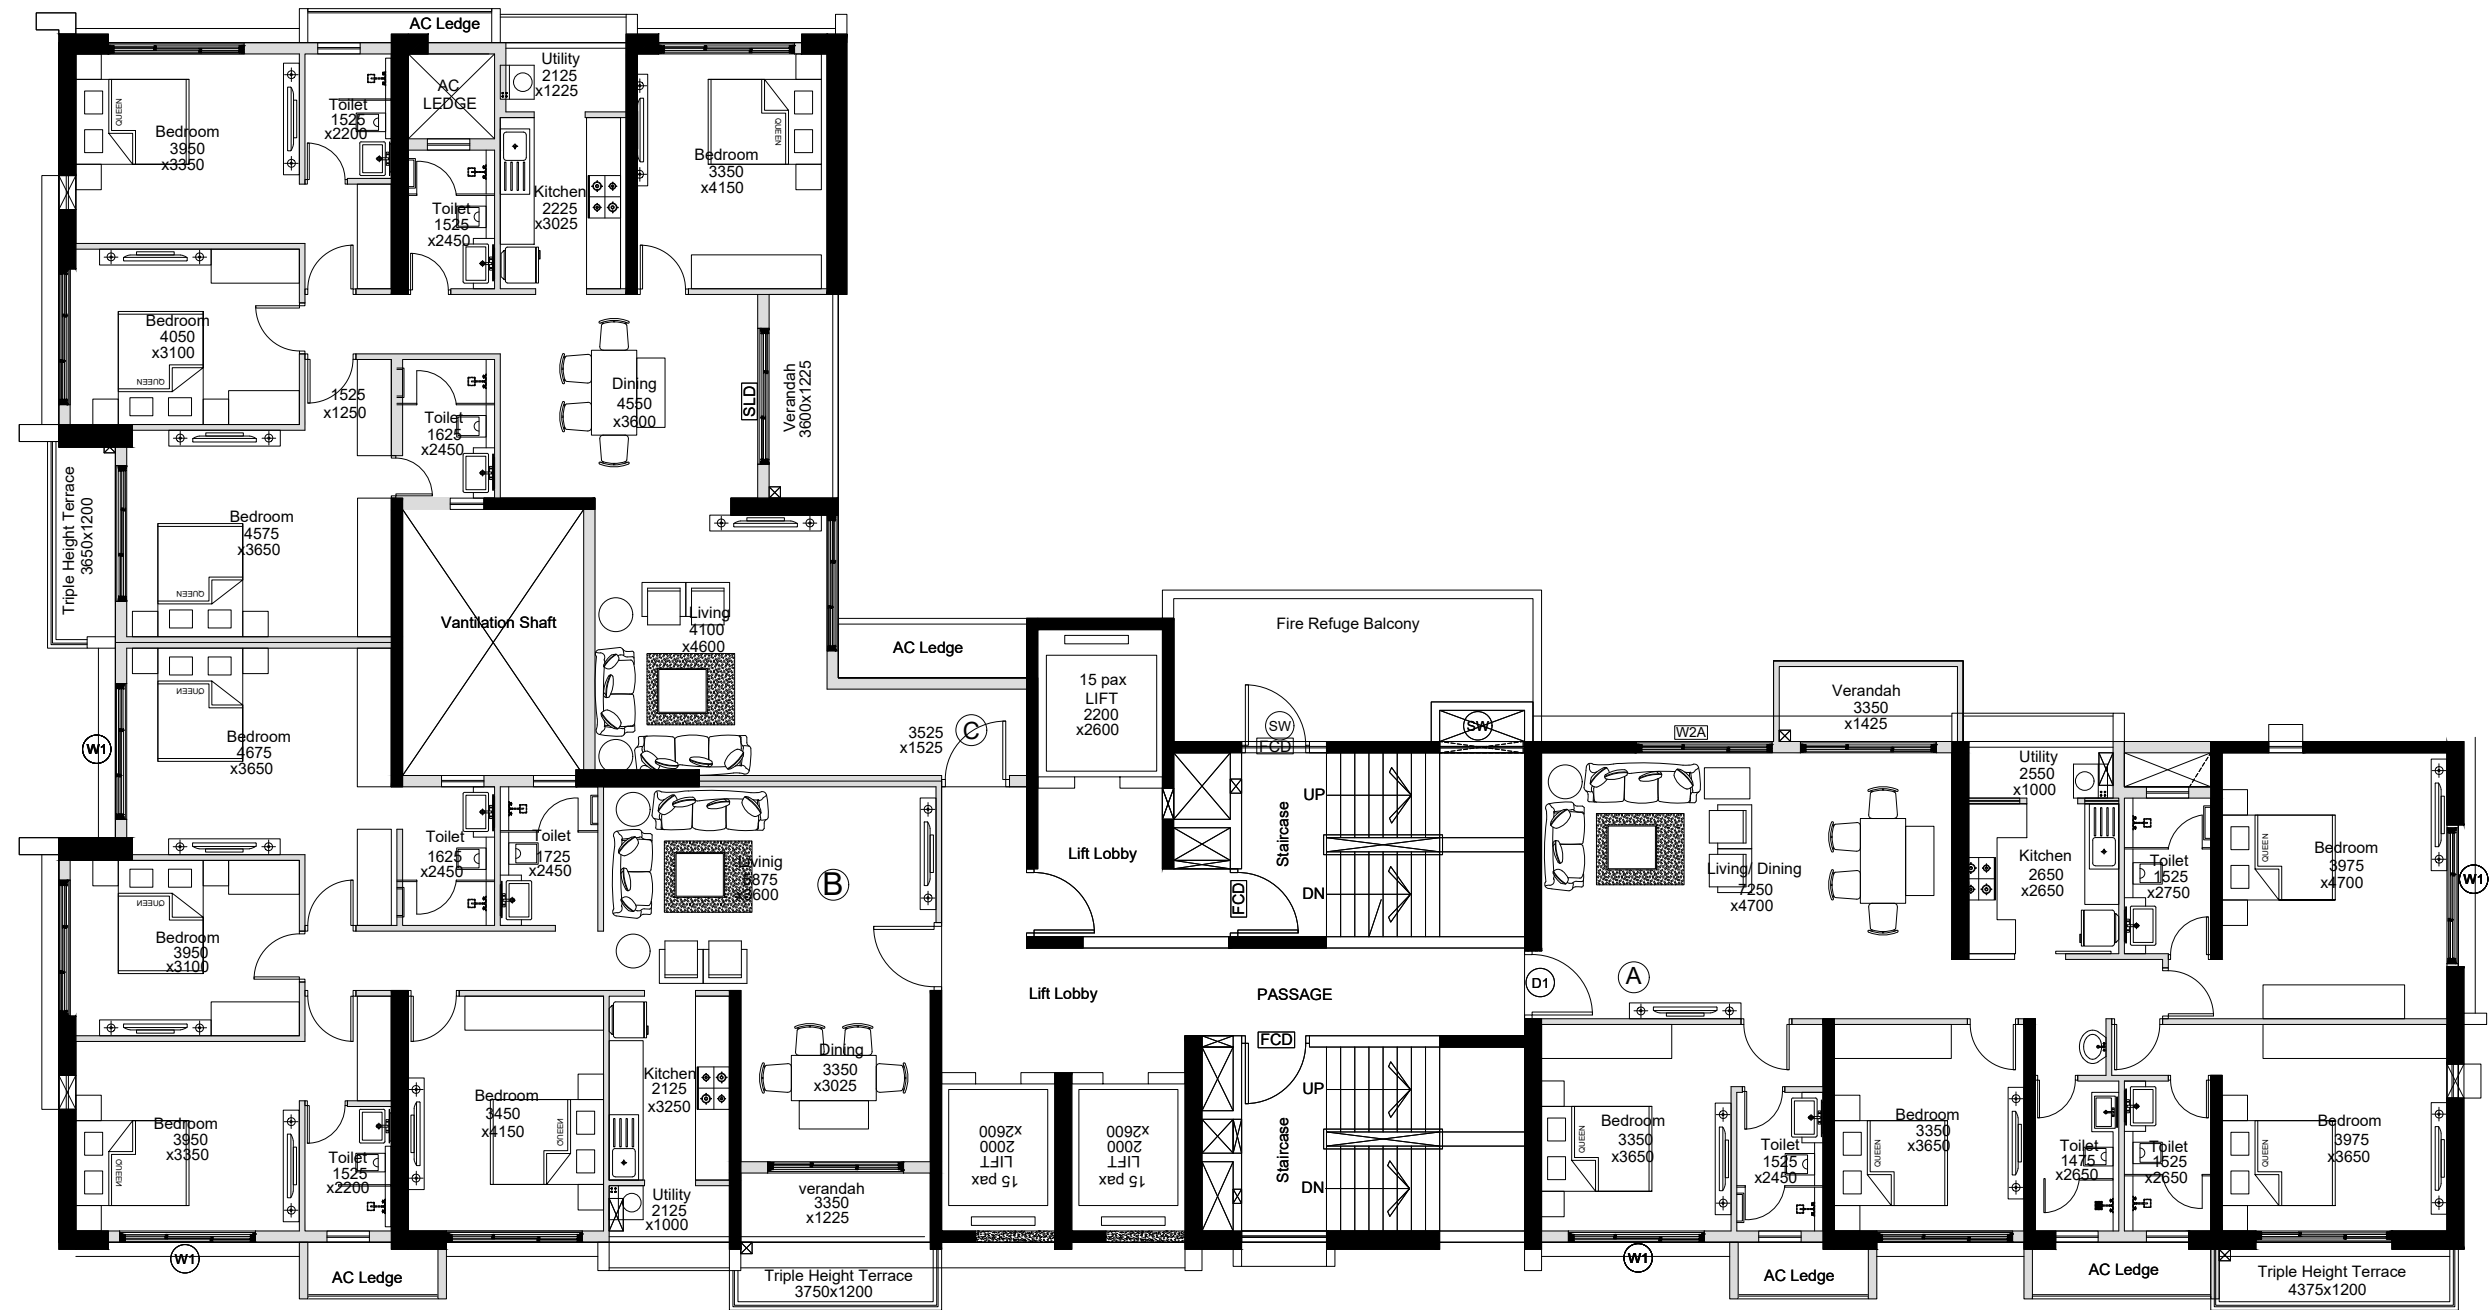 AC Ledge
QUEEN
Bedroom
3950
x3350
Toilet
1525
x2200
AC
LEDGE
Utility
2125
x1225
Kitchen
2225
x3025
Toilet
1525
x2450
QUEEN
Bedroom
3350
x4150
Bedroom
4050
x3100
QUEEN
1525
x1250
Toilet
1625
x2450
Dining
4550
x3600
SLD
Verandah
3600x1225
Triple Height Terrace
3650x1200
Bedroom
4575
x3650
QUEEN
Vantilation Shaft
Living
4100
x4600
AC Ledge
QUEEN
Bedroom
4675
x3650
W1
3525
x1525
C
15 pax
LIFT
2200
x2600
Fire Refuge Balcony
SW
FCD
SW
W2A
Verandah
3350
x1425
Toilet
1625
x2450
Toilet
1725
x2450
B
Lift Lobby
Staircase
UP
DN
FCD
Living/ Dining
7250
x4700
Utility
2550
x1000
Kitchen
2650
x2650
Toilet
1525
x2750
QUEEN
Bedroom
3975
x4700
W1
QUEEN
Bedroom
3950
x3100
Lift Lobby
PASSAGE
D1
A
FCD
Bedroom
3950
x3350
QUEEN
Toilet
1525
x2200
Bedroom
3450
x4150
QUEEN
Kitchen
2125
x3250
Dining
3350
x3025
Utility
2125
x1000
verandah
3350
x1225
15 pax
LIFT
2000
x2600
15 pax
LIFT
2000
x2600
Staircase
UP
DN
Bedroom
3350
x3650
QUEEN
Toilet
1525
x2450
Bedroom
3350
x3650
QUEEN
Toilet
1475
x2650
Toilet
1525
x2650
QUEEN
Bedroom
3975
x3650
W1
AC Ledge
Triple Height Terrace
3750x1200
W1
AC Ledge
AC Ledge
Triple Height Terrace
4375x1200